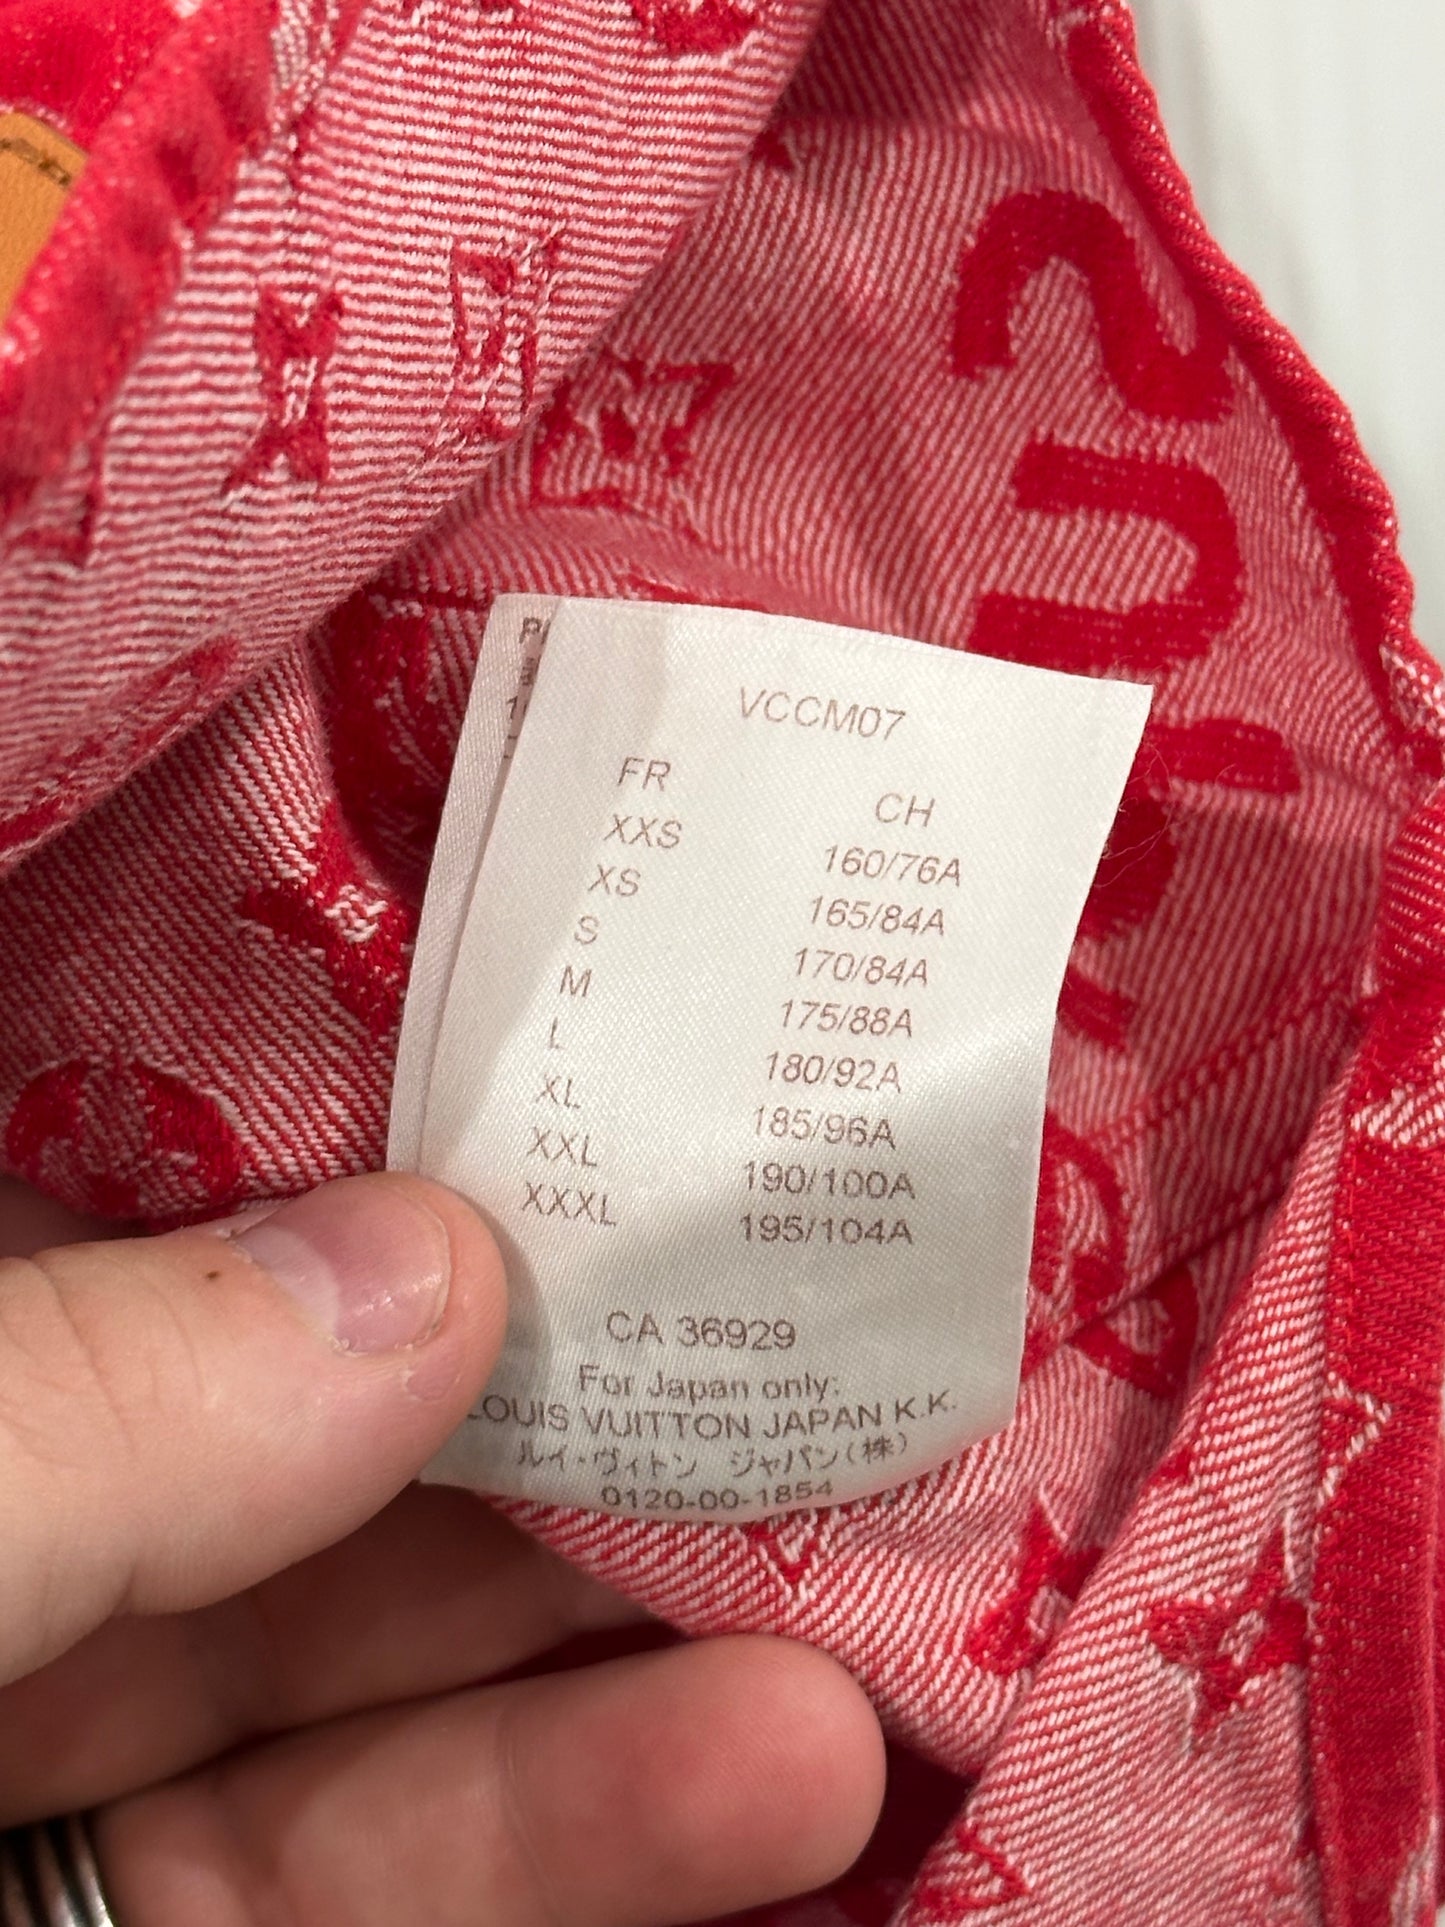 VCCM07
FR CH
XXS 160/76A
XS 165/84A
S 170/84A
M 175/88A
L 180/92A
XL 185/96A
XXL 190/100A
XXXL 195/104A
CA 36929
For Japan only:
LOUIS VUITTON JAPAN K.K.
ルイ・ヴィトン ジャパン(株)
0120-00-1854